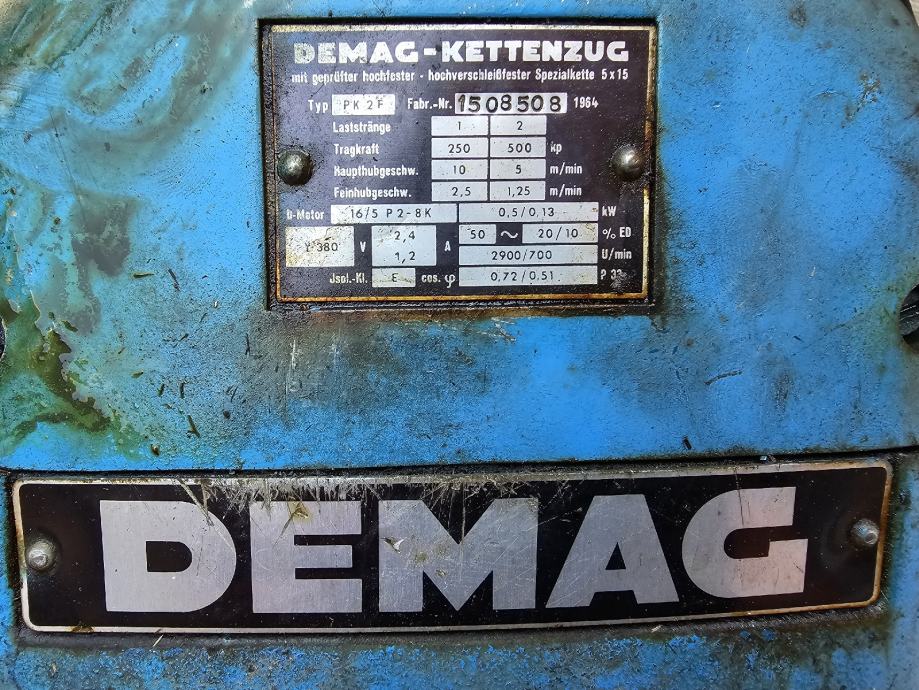 DEMAG-KETTENZUG
mit geprüfter hochfester - hochverschleißfester Spezialkette 5x15
Typ PK 2F Fabr.-Nr. 1508508 1964
Laststränge 1 2
Tragkraft 250 500 kp
Haupthubgeschw. 10 5 m/min
Feinhubgeschw. 2,5 1,25 m/min
D-Motor 16/5 P2-8K 0,5/0,13 kW
380 V 2,4 A 50 ~ 20/10 % ED
1,2 2900/700 U/min
Jsol.-Kl. E cos. φ 0,72/0,51 P 33
DEMAG